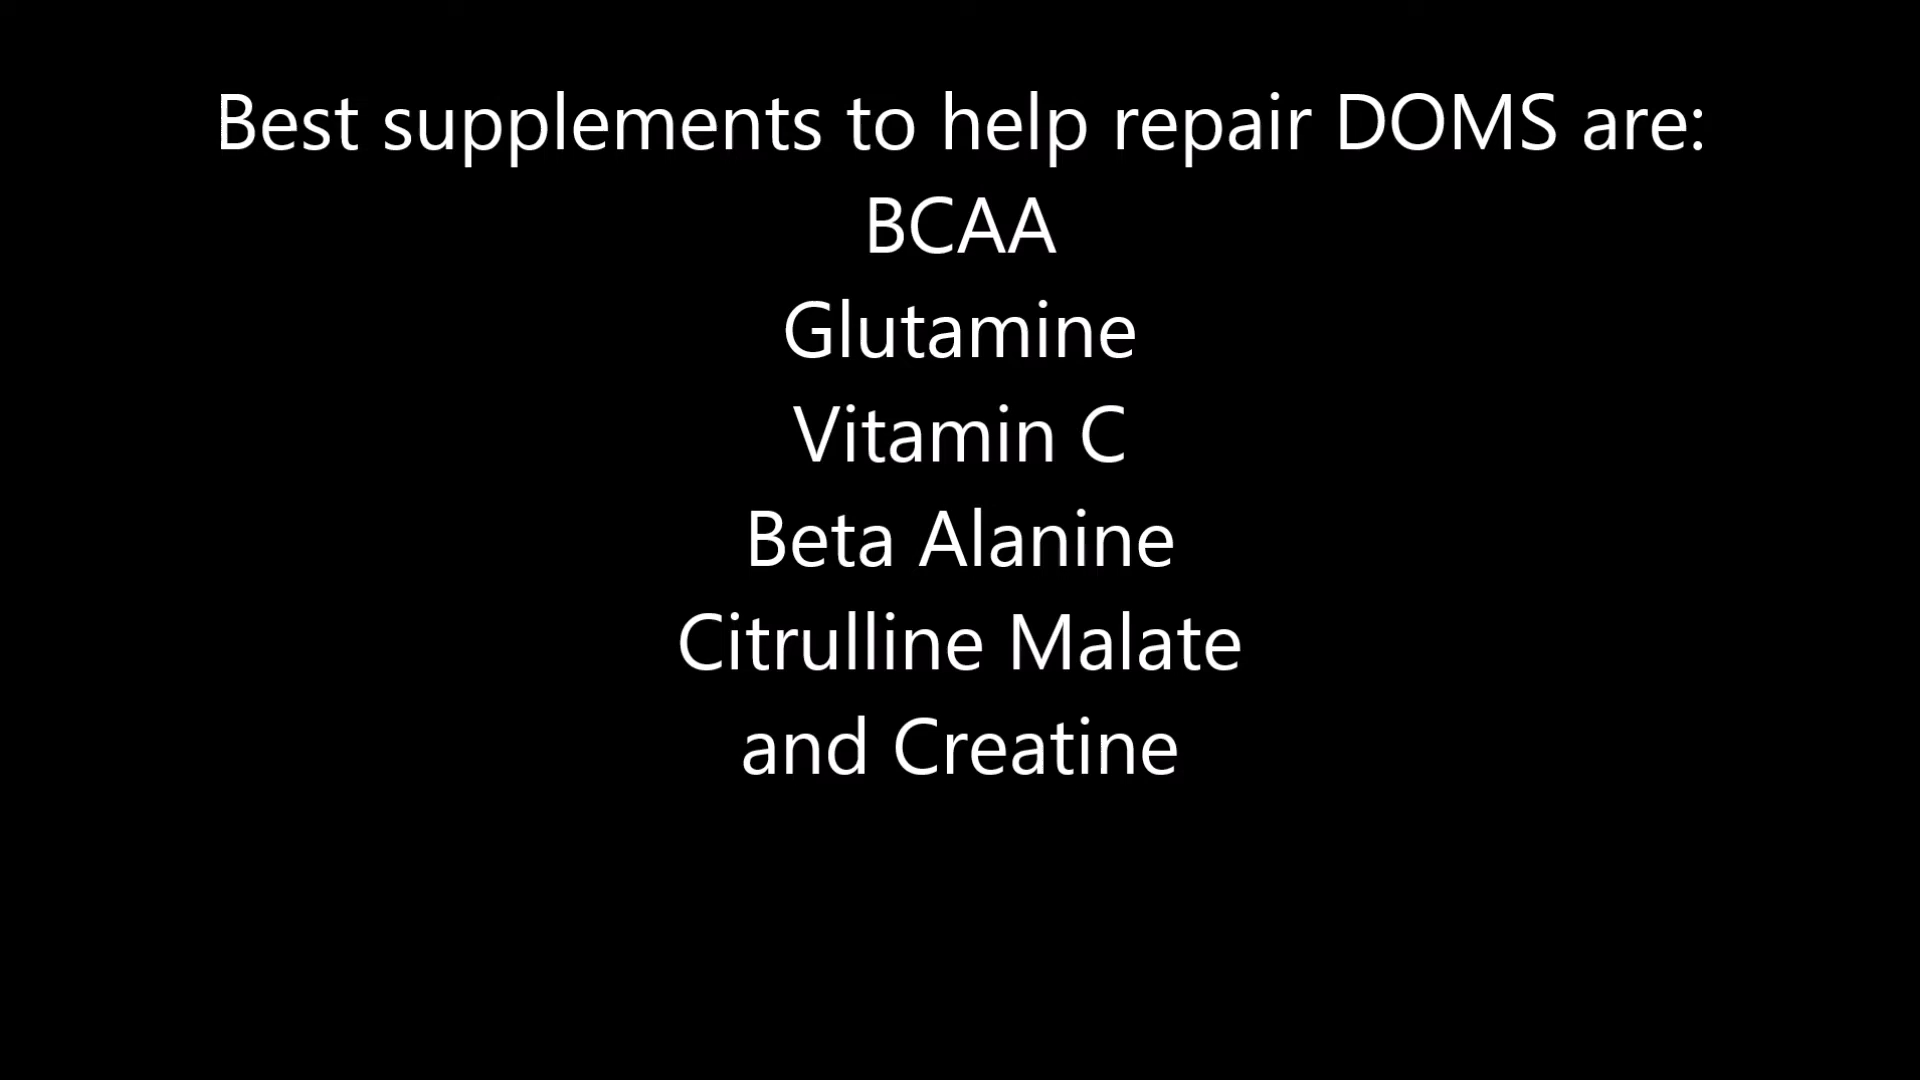 Best supplements to help repair DOMS are:
BCAA
Glutamine
Vitamin C
Beta Alanine
Citrulline Malate
and Creatine